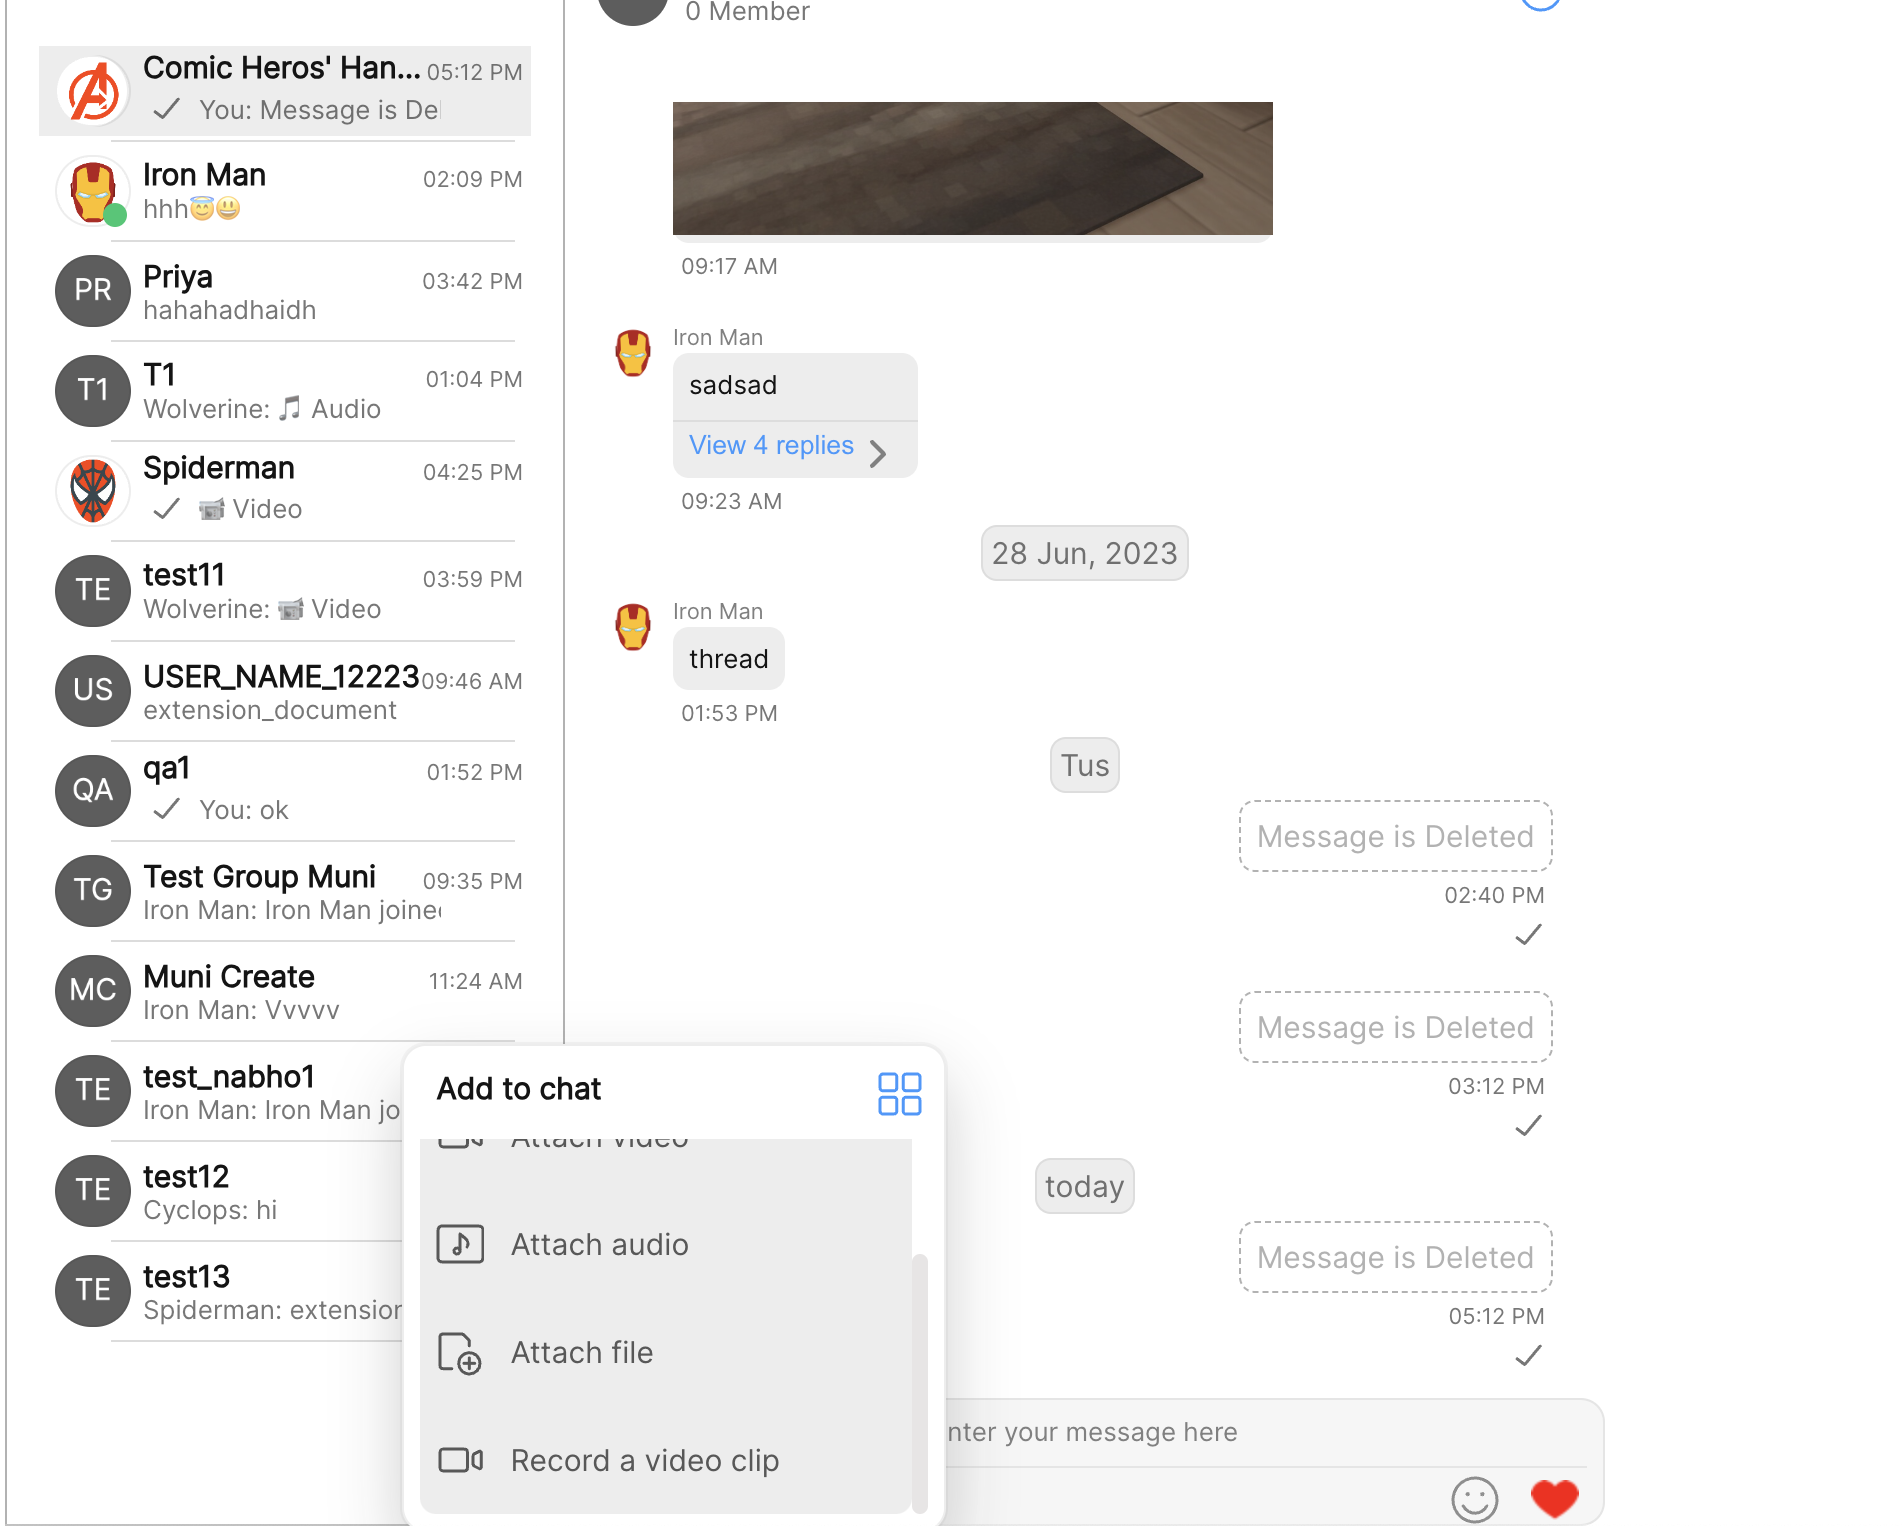 Comic Heros' Han... 05:12 PM
You: Message is Del
Iron Man 02:09 PM
hhh😇😃
PR Priya 03:42 PM
hahahadhaidh
T1 T1 01:04 PM
Wolverine: 🎵 Audio
Spiderman 04:25 PM
📹 Video
TE test11 03:59 PM
Wolverine: 📹 Video
US USER_NAME_12223 09:46 AM
extension_document
QA qa1 01:52 PM
You: ok
TG Test Group Muni 09:35 PM
Iron Man: Iron Man joined
MC Muni Create 11:24 AM
Iron Man: Vvvvv
TE test_nabho1
Iron Man: Iron Man jo
TE test12
Cyclops: hi
TE test13
Spiderman: extension
0 Member
09:17 AM
Iron Man
sadsad
View 4 replies
09:23 AM
28 Jun, 2023
Iron Man
thread
01:53 PM
Tus
Message is Deleted
02:40 PM
Message is Deleted
03:12 PM
today
Message is Deleted
05:12 PM
Add to chat
Attach video
Attach audio
Attach file
Record a video clip
nter your message here